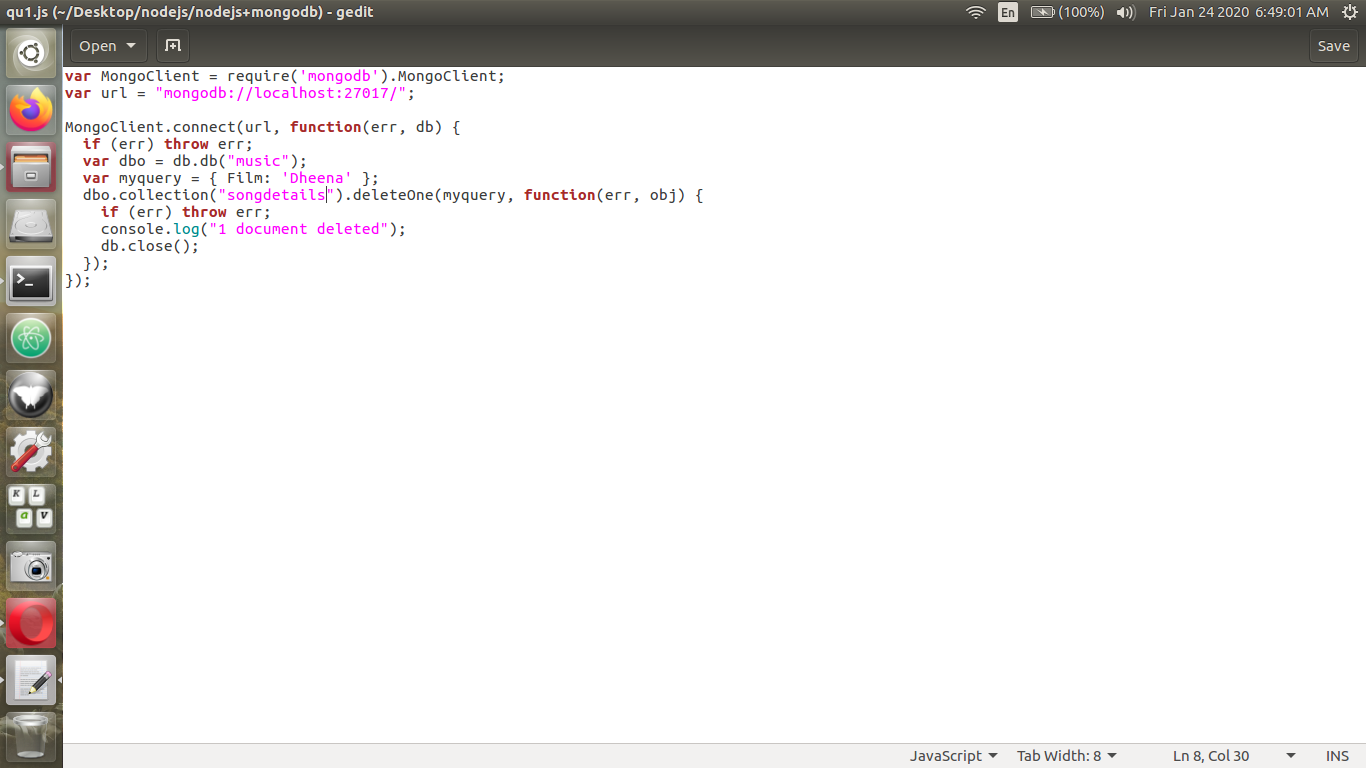 qu1.js (~/Desktop/nodejs/nodejs+mongodb) - gedit
En (100%) Fri Jan 24 2020 6:49:01 AM
Open Save
var MongoClient = require('mongodb').MongoClient;
var url = "mongodb://localhost:27017/";

MongoClient.connect(url, function(err, db) {
  if (err) throw err;
  var dbo = db.db("music");
  var myquery = { Film: 'Dheena' };
  dbo.collection("songdetails").deleteOne(myquery, function(err, obj) {
    if (err) throw err;
    console.log("1 document deleted");
    db.close();
  });
});
K L
a v
JavaScript Tab Width: 8 Ln 8, Col 30 INS